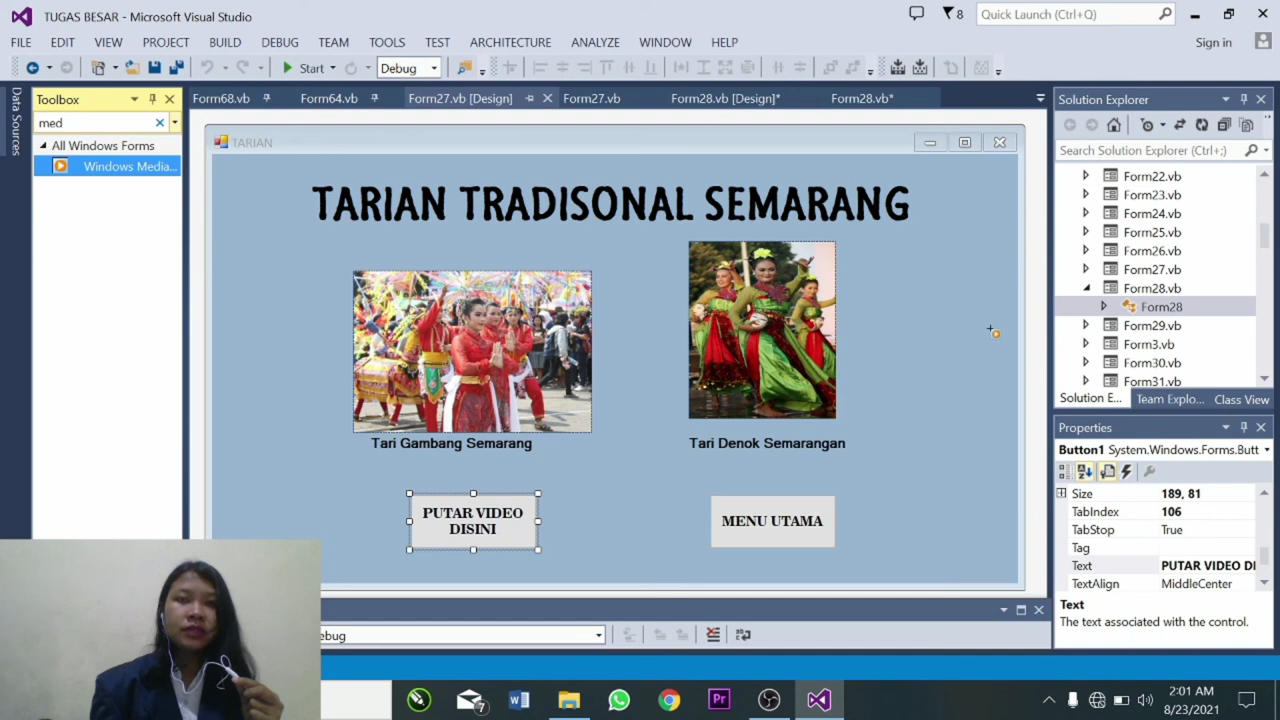 TUGAS BESAR - Microsoft Visual Studio
8
Quick Launch (Ctrl+Q)
FILE EDIT VIEW PROJECT BUILD DEBUG TEAM TOOLS TEST ARCHITECTURE ANALYZE WINDOW HELP
Sign in
Start
Debug
Data Sources
Toolbox
med
All Windows Forms
Windows Media...
Form68.vb Form64.vb Form27.vb [Design] Form27.vb Form28.vb [Design]* Form28.vb*
TARIAN
TARIAN TRADISONAL SEMARANG
Tari Gambang Semarang
Tari Denok Semarangan
PUTAR VIDEO
DISINI
MENU UTAMA
Solution Explorer
Search Solution Explorer (Ctrl+;)
Form22.vb
Form23.vb
Form24.vb
Form25.vb
Form26.vb
Form27.vb
Form28.vb
Form28
Form29.vb
Form3.vb
Form30.vb
Form31.vb
Solution E... Team Explo... Class View
Properties
Button1 System.Windows.Forms.Butt
Size 189, 81
TabIndex 106
TabStop True
Tag
Text PUTAR VIDEO DI
TextAlign MiddleCenter
Text
The text associated with the control.
ebug
7
2:01 AM
8/23/2021